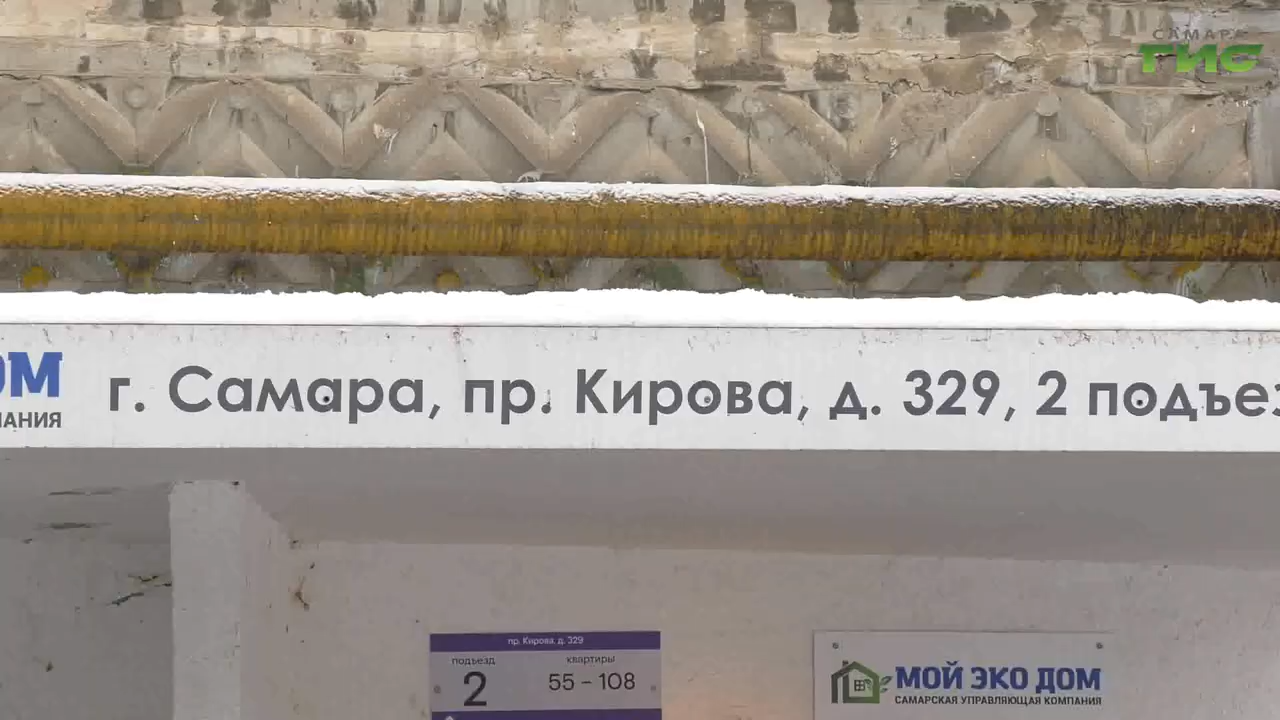 САМАРА
ГИС
ОМ
АНИЯ
г. Самара, пр. Кирова, д. 329, 2 подъе
пр. Кирова, д. 329
подъезд
квартиры
2
55 - 108
МОЙ ЭКО ДОМ
САМАРСКАЯ УПРАВЛЯЮЩАЯ КОМПАНИЯ